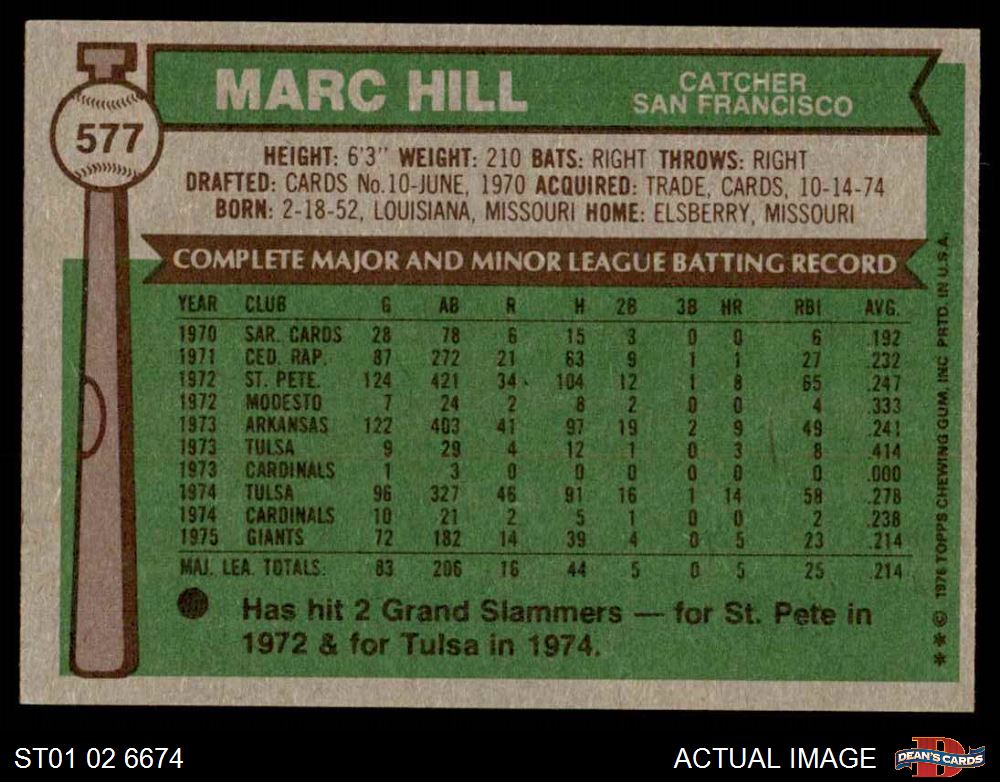 577
MARC HILL
CATCHER
SAN FRANCISCO
HEIGHT: 6'3" WEIGHT: 210 BATS: RIGHT THROWS: RIGHT
DRAFTED: CARDS No.10-JUNE, 1970 ACQUIRED: TRADE, CARDS, 10-14-74
BORN: 2-18-52, LOUISIANA, MISSOURI HOME: ELSBERRY, MISSOURI
COMPLETE MAJOR AND MINOR LEAGUE BATTING RECORD
YEAR CLUB G AB R H 2B 3B HR RBI AVG.
1970 SAR. CARDS 28 78 6 15 3 0 0 6 .192
1971 CED. RAP. 87 272 21 63 9 1 1 27 .232
1972 ST. PETE. 124 421 34 104 12 1 8 65 .247
1972 MODESTO 7 24 2 8 2 0 0 4 .333
1973 ARKANSAS 122 403 41 97 19 2 9 49 .241
1973 TULSA 9 29 4 12 1 0 3 8 .414
1973 CARDINALS 1 3 0 0 0 0 0 0 .000
1974 TULSA 96 327 46 91 16 1 14 58 .278
1974 CARDINALS 10 21 2 5 1 0 0 2 .238
1975 GIANTS 72 182 14 39 4 0 5 23 .214
MAJ. LEA. TOTALS. 83 206 16 44 5 0 5 25 .214
Has hit 2 Grand Slammers — for St. Pete in
1972 & for Tulsa in 1974.
** © 1976 TOPPS CHEWING GUM, INC. PRTD. IN U.S.A.
ST01 02 6674
ACTUAL IMAGE
D
DEAN'S CARDS